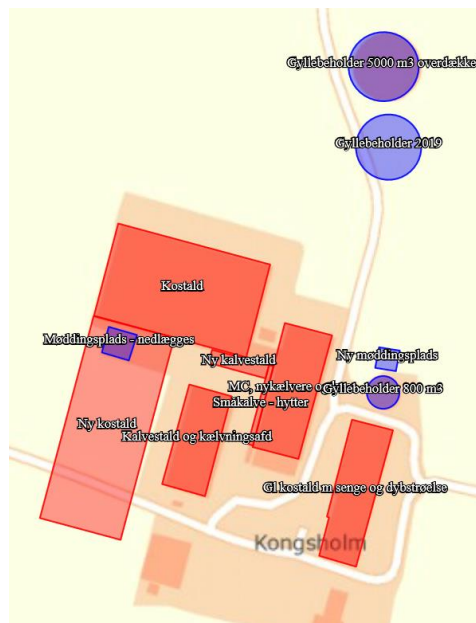 Gyllebeholder 5000 m3 overdække
Gyllebeholder 2019
Kostald
Møddingsplads - nedlægges
Ny kalvestald
Ny møddingsplads
MC, nykælvere o
Gyllebeholder 800 m3
Småkalve - hytter
Ny kostald
Kalvestald og kælvningsafd
Gl kostald m senge og dybstrøelse
Kongsholm